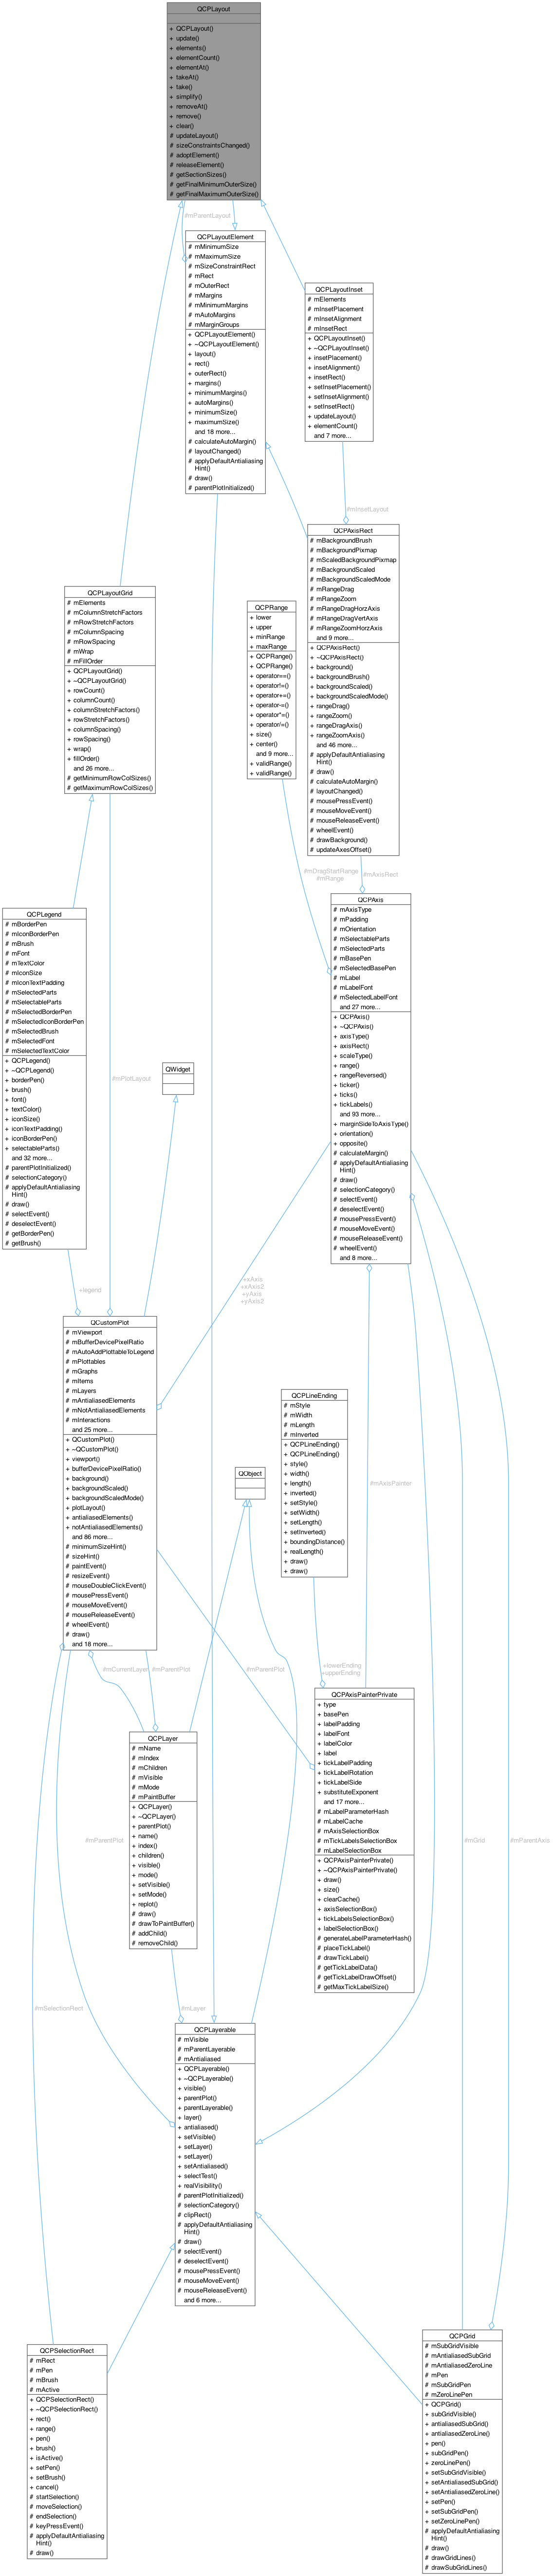 QCPLayout
+ QCPLayout()
+ update()
+ elements()
+ elementCount()
+ elementAt()
+ takeAt()
+ take()
+ simplify()
+ removeAt()
+ remove()
+ clear()
# updateLayout()
# sizeConstraintsChanged()
# adoptElement()
# releaseElement()
# getSectionSizes()
# getFinalMinimumOuterSize()
# getFinalMaximumOuterSize()
#mParentLayout
QCPLayoutElement
# mMinimumSize
# mMaximumSize
# mSizeConstraintRect
# mRect
# mOuterRect
# mMargins
# mMinimumMargins
# mAutoMargins
# mMarginGroups
+ QCPLayoutElement()
+ ~QCPLayoutElement()
+ layout()
+ rect()
+ outerRect()
+ margins()
+ minimumMargins()
+ autoMargins()
+ minimumSize()
+ maximumSize()
and 18 more...
# calculateAutoMargin()
# layoutChanged()
# applyDefaultAntialiasing
Hint()
# draw()
# parentPlotInitialized()
QCPLayoutInset
# mElements
# mInsetPlacement
# mInsetAlignment
# mInsetRect
+ QCPLayoutInset()
+ ~QCPLayoutInset()
+ insetPlacement()
+ insetAlignment()
+ insetRect()
+ setInsetPlacement()
+ setInsetAlignment()
+ setInsetRect()
+ updateLayout()
+ elementCount()
and 7 more...
#mInsetLayout
QCPAxisRect
# mBackgroundBrush
# mBackgroundPixmap
# mScaledBackgroundPixmap
# mBackgroundScaled
# mBackgroundScaledMode
# mRangeDrag
# mRangeZoom
# mRangeDragHorzAxis
# mRangeDragVertAxis
# mRangeZoomHorzAxis
and 9 more...
+ QCPAxisRect()
+ ~QCPAxisRect()
+ background()
+ backgroundBrush()
+ backgroundScaled()
+ backgroundScaledMode()
+ rangeDrag()
+ rangeZoom()
+ rangeDragAxis()
+ rangeZoomAxis()
and 46 more...
# applyDefaultAntialiasing
Hint()
# draw()
# calculateAutoMargin()
# layoutChanged()
# mousePressEvent()
# mouseMoveEvent()
# mouseReleaseEvent()
# wheelEvent()
# drawBackground()
# updateAxesOffset()
QCPLayoutGrid
# mElements
# mColumnStretchFactors
# mRowStretchFactors
# mColumnSpacing
# mRowSpacing
# mWrap
# mFillOrder
+ QCPLayoutGrid()
+ ~QCPLayoutGrid()
+ rowCount()
+ columnCount()
+ columnStretchFactors()
+ rowStretchFactors()
+ columnSpacing()
+ rowSpacing()
+ wrap()
+ fillOrder()
and 26 more...
# getMinimumRowColSizes()
# getMaximumRowColSizes()
QCPRange
+ lower
+ upper
+ minRange
+ maxRange
+ QCPRange()
+ QCPRange()
+ operator==()
+ operator!=()
+ operator+=()
+ operator-=()
+ operator*=()
+ operator/=()
+ size()
+ center()
and 9 more...
+ validRange()
+ validRange()
#mDragStartRange
#mRange
#mAxisRect
QCPAxis
# mAxisType
# mPadding
# mOrientation
# mSelectableParts
# mSelectedParts
# mBasePen
# mSelectedBasePen
# mLabel
# mLabelFont
# mSelectedLabelFont
and 27 more...
+ QCPAxis()
+ ~QCPAxis()
+ axisType()
+ axisRect()
+ scaleType()
+ range()
+ rangeReversed()
+ ticker()
+ ticks()
+ tickLabels()
and 93 more...
+ marginSideToAxisType()
+ orientation()
+ opposite()
# calculateMargin()
# applyDefaultAntialiasing
Hint()
# draw()
# selectionCategory()
# selectEvent()
# deselectEvent()
# mousePressEvent()
# mouseMoveEvent()
# mouseReleaseEvent()
# wheelEvent()
and 8 more...
QCPLegend
# mBorderPen
# mIconBorderPen
# mBrush
# mFont
# mTextColor
# mIconSize
# mIconTextPadding
# mSelectedParts
# mSelectableParts
# mSelectedBorderPen
# mSelectedIconBorderPen
# mSelectedBrush
# mSelectedFont
# mSelectedTextColor
+ QCPLegend()
+ ~QCPLegend()
+ borderPen()
+ brush()
+ font()
+ textColor()
+ iconSize()
+ iconTextPadding()
+ iconBorderPen()
+ selectableParts()
and 32 more...
# parentPlotInitialized()
# selectionCategory()
# applyDefaultAntialiasing
Hint()
# draw()
# selectEvent()
# deselectEvent()
# getBorderPen()
# getBrush()
#mPlotLayout
QWidget
+legend
+xAxis
+xAxis2
+yAxis
+yAxis2
QCustomPlot
# mViewport
# mBufferDevicePixelRatio
# mAutoAddPlottableToLegend
# mPlottables
# mGraphs
# mItems
# mLayers
# mAntialiasedElements
# mNotAntialiasedElements
# mInteractions
and 25 more...
+ QCustomPlot()
+ ~QCustomPlot()
+ viewport()
+ bufferDevicePixelRatio()
+ background()
+ backgroundScaled()
+ backgroundScaledMode()
+ plotLayout()
+ antialiasedElements()
+ notAntialiasedElements()
and 86 more...
# minimumSizeHint()
# sizeHint()
# paintEvent()
# resizeEvent()
# mouseDoubleClickEvent()
# mousePressEvent()
# mouseMoveEvent()
# mouseReleaseEvent()
# wheelEvent()
# draw()
and 18 more...
QCPLineEnding
# mStyle
# mWidth
# mLength
# mInverted
+ QCPLineEnding()
+ QCPLineEnding()
+ style()
+ width()
+ length()
+ inverted()
+ setStyle()
+ setWidth()
+ setLength()
+ setInverted()
+ boundingDistance()
+ realLength()
+ draw()
+ draw()
#mAxisPainter
QObject
+lowerEnding
+upperEnding
#mCurrentLayer
#mParentPlot
#mParentPlot
QCPAxisPainterPrivate
+ type
+ basePen
+ labelPadding
+ labelFont
+ labelColor
+ label
+ tickLabelPadding
+ tickLabelRotation
+ tickLabelSide
+ substituteExponent
and 17 more...
# mLabelParameterHash
# mLabelCache
# mAxisSelectionBox
# mTickLabelsSelectionBox
# mLabelSelectionBox
+ QCPAxisPainterPrivate()
+ ~QCPAxisPainterPrivate()
+ draw()
+ size()
+ clearCache()
+ axisSelectionBox()
+ tickLabelsSelectionBox()
+ labelSelectionBox()
# generateLabelParameterHash()
# placeTickLabel()
# drawTickLabel()
# getTickLabelData()
# getTickLabelDrawOffset()
# getMaxTickLabelSize()
QCPLayer
# mName
# mIndex
# mChildren
# mVisible
# mMode
# mPaintBuffer
+ QCPLayer()
+ ~QCPLayer()
+ parentPlot()
+ name()
+ index()
+ children()
+ visible()
+ mode()
+ setVisible()
+ setMode()
+ replot()
# draw()
# drawToPaintBuffer()
# addChild()
# removeChild()
#mParentPlot
#mGrid
#mParentAxis
#mSelectionRect
#mLayer
QCPLayerable
# mVisible
# mParentLayerable
# mAntialiased
+ QCPLayerable()
+ ~QCPLayerable()
+ visible()
+ parentPlot()
+ parentLayerable()
+ layer()
+ antialiased()
+ setVisible()
+ setLayer()
+ setLayer()
+ setAntialiased()
+ selectTest()
+ realVisibility()
# parentPlotInitialized()
# selectionCategory()
# clipRect()
# applyDefaultAntialiasing
Hint()
# draw()
# selectEvent()
# deselectEvent()
# mousePressEvent()
# mouseMoveEvent()
# mouseReleaseEvent()
and 6 more...
QCPSelectionRect
# mRect
# mPen
# mBrush
# mActive
+ QCPSelectionRect()
+ ~QCPSelectionRect()
+ rect()
+ range()
+ pen()
+ brush()
+ isActive()
+ setPen()
+ setBrush()
+ cancel()
# startSelection()
# moveSelection()
# endSelection()
# keyPressEvent()
# applyDefaultAntialiasing
Hint()
# draw()
QCPGrid
# mSubGridVisible
# mAntialiasedSubGrid
# mAntialiasedZeroLine
# mPen
# mSubGridPen
# mZeroLinePen
+ QCPGrid()
+ subGridVisible()
+ antialiasedSubGrid()
+ antialiasedZeroLine()
+ pen()
+ subGridPen()
+ zeroLinePen()
+ setSubGridVisible()
+ setAntialiasedSubGrid()
+ setAntialiasedZeroLine()
+ setPen()
+ setSubGridPen()
+ setZeroLinePen()
# applyDefaultAntialiasing
Hint()
# draw()
# drawGridLines()
# drawSubGridLines()